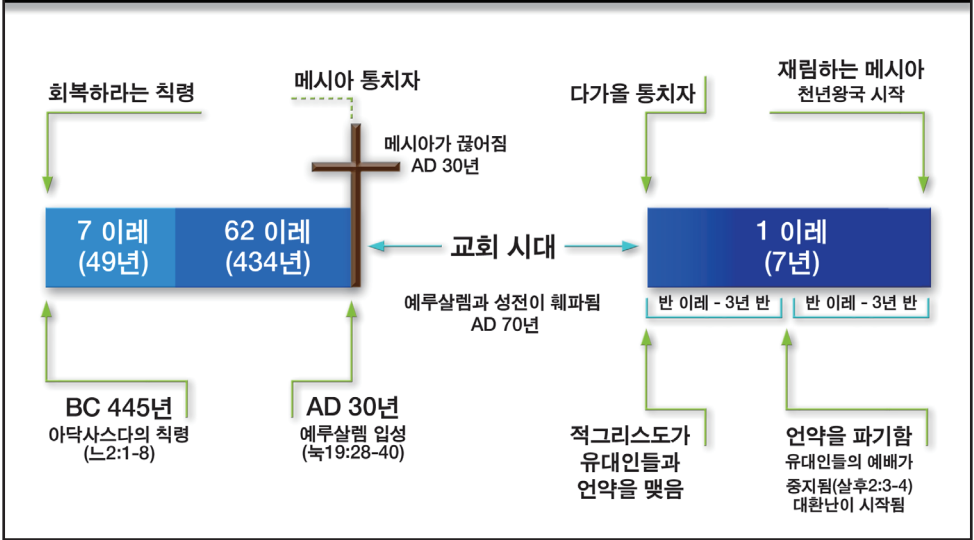 회복하라는 칙령
메시아 통치자
다가올 통치자
재림하는 메시아
천년왕국 시작
메시아가 끊어짐
AD 30년
7 이레
(49년)
62 이레
(434년)
교회 시대
1 이레
(7년)
예루살렘과 성전이 훼파됨
AD 70년
반 이레 - 3년 반
반 이레 - 3년 반
BC 445년
아닥사스다의 칙령
(느2:1-8)
AD 30년
예루살렘 입성
(눅19:28-40)
적그리스도가
유대인들과
언약을 맺음
언약을 파기함
유대인들의 예배가
중지됨(살후2:3-4)
대환난이 시작됨